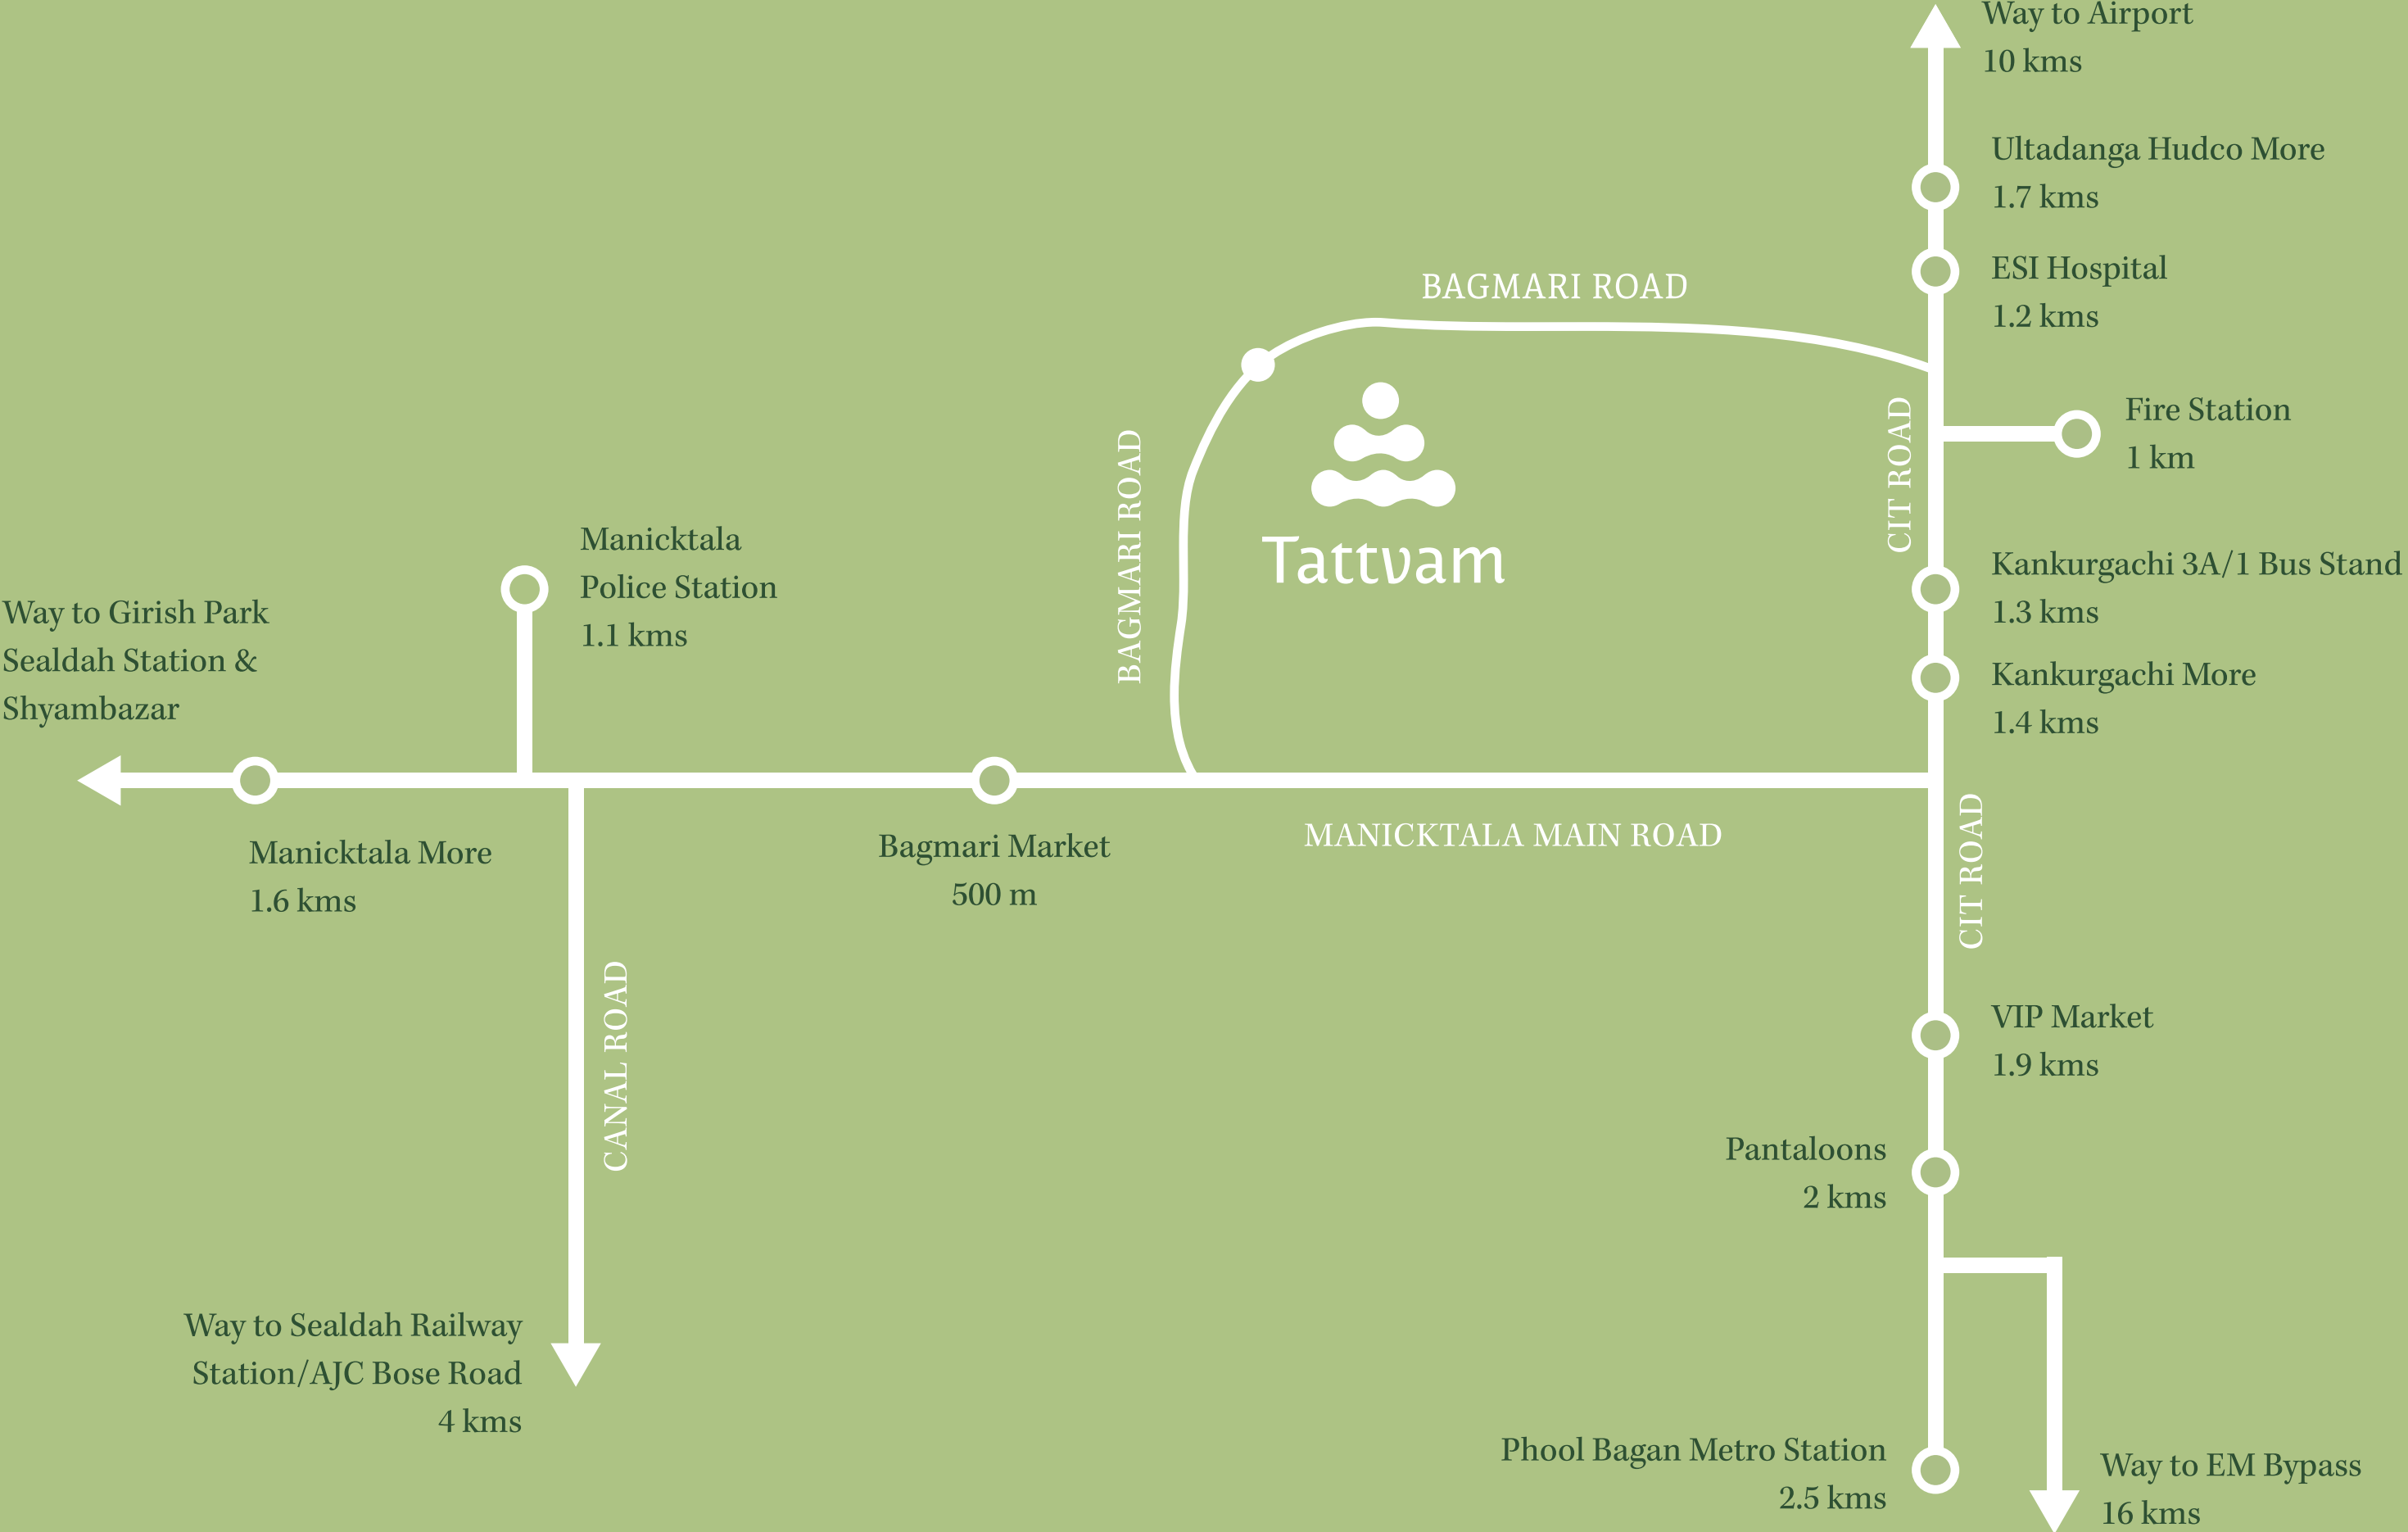 Way to Airport
10 kms
Ultadanga Hudco More
1.7 kms
ESI Hospital
1.2 kms
BAGMARI ROAD
Fire Station
1 km
CIT ROAD
BAGMARI ROAD
Tattvam
Kankurgachi 3A/1 Bus Stand
1.3 kms
Kankurgachi More
1.4 kms
Manicktala
Police Station
1.1 kms
Way to Girish Park
Sealdah Station &
Shyambazar
Manicktala More
1.6 kms
Bagmari Market
500 m
MANICKTALA MAIN ROAD
CIT ROAD
CANAL ROAD
VIP Market
1.9 kms
Pantaloons
2 kms
Way to Sealdah Railway
Station/AJC Bose Road
4 kms
Phool Bagan Metro Station
2.5 kms
Way to EM Bypass
16 kms